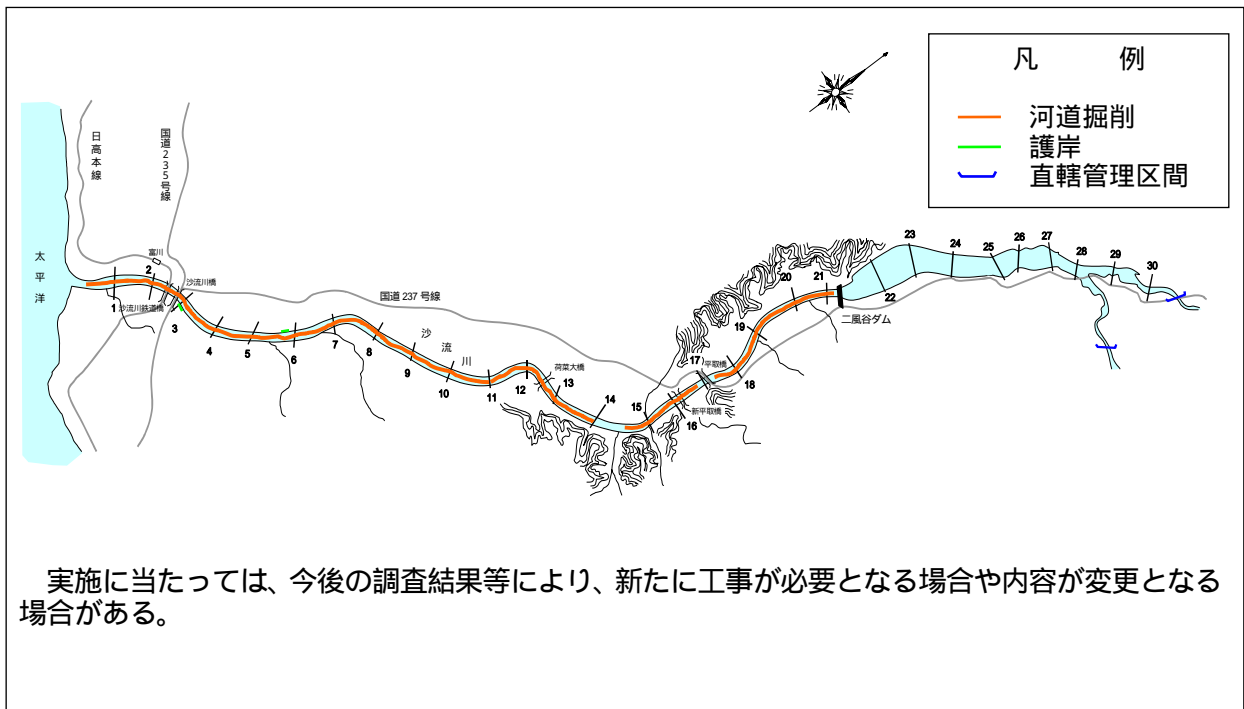 凡　例
河道掘削
護岸
直轄管理区間
日高本線
国道235号線
太平洋
富川
沙流川橋
沙流川鉄道橋
国道237号線
沙流川
荷菜大橋
平取橋
新平取橋
二風谷ダム
1
2
3
4
5
6
7
8
9
10
11
12
13
14
15
16
17
18
19
20
21
22
23
24
25
26
27
28
29
30
実施に当たっては、今後の調査結果等により、新たに工事が必要となる場合や内容が変更となる
場合がある。